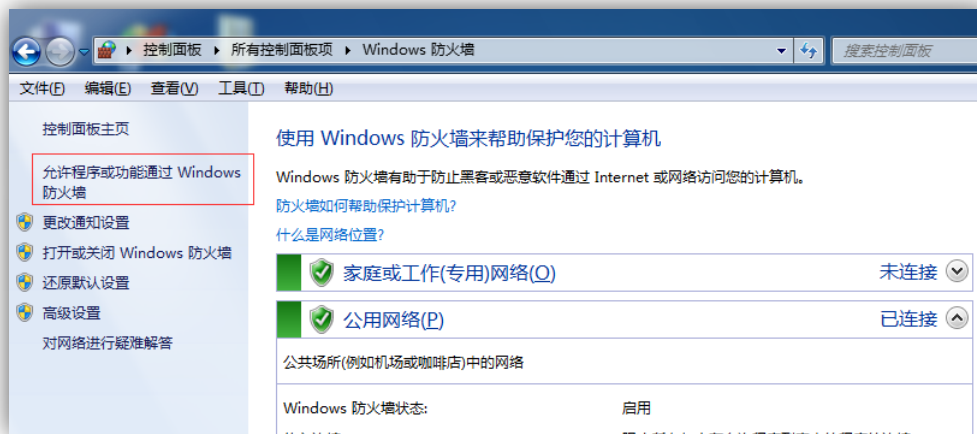 控制面板 ▸ 所有控制面板项 ▸ Windows 防火墙
搜索控制面板
文件(F) 编辑(E) 查看(V) 工具(T) 帮助(H)
控制面板主页
允许程序或功能通过 Windows
防火墙
更改通知设置
打开或关闭 Windows 防火墙
还原默认设置
高级设置
对网络进行疑难解答
使用 Windows 防火墙来帮助保护您的计算机
Windows 防火墙有助于防止黑客或恶意软件通过 Internet 或网络访问您的计算机。
防火墙如何帮助保护计算机?
什么是网络位置?
家庭或工作(专用)网络(O) 未连接
公用网络(P) 已连接
公共场所(例如机场或咖啡店)中的网络
Windows 防火墙状态: 启用